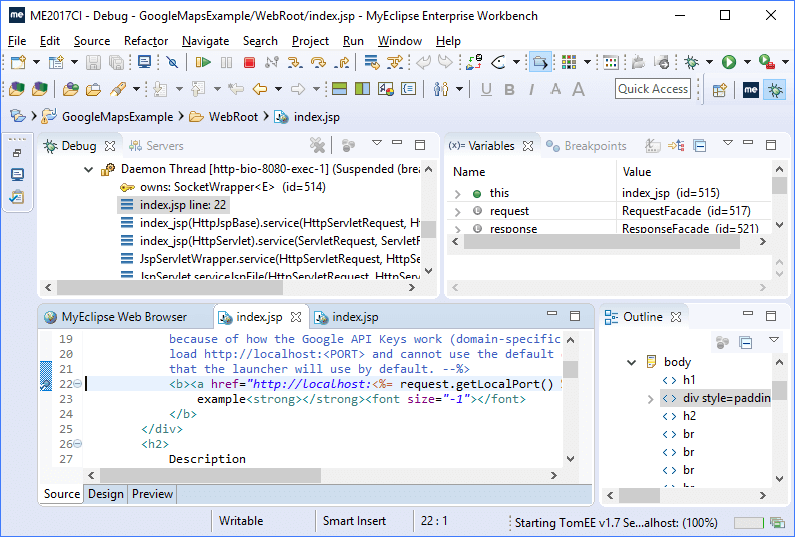 ME2017CI - Debug - GoogleMapsExample/WebRoot/index.jsp - MyEclipse Enterprise Workbench
File Edit Source Refactor Navigate Search Project Run Window Help
Quick Access
GoogleMapsExample WebRoot index.jsp
Debug Servers
Daemon Thread [http-bio-8080-exec-1] (Suspended (brea
owns: SocketWrapper<E> (id=514)
index.jsp line: 22
index_jsp(HttpJspBase).service(HttpServletRequest, H
index_jsp(HttpServlet).service(ServletRequest, ServletF
JspServletWrapper.service(HttpServletRequest, HttpSe
JspServlet.serviceJspFile(HttpServletRequest, HttpServ
(x)= Variables Breakpoints
Name Value
this index_jsp (id=515)
request RequestFacade (id=517)
response ResponseFacade (id=521)
MyEclipse Web Browser index.jsp index.jsp
19 because of how the Google API Keys work (domain-specific
20 load http://localhost:<PORT> and cannot use the default
21 that the launcher will use by default. --%>
22 <b><a href="http://localhost:<%= request.getLocalPort() %
23 example<strong></strong><font size="-1"></font>
24 </b>
25 </div>
26 <h2>
27 Description
Source Design Preview
Outline
body
h1
div style=paddin
h2
br
br
br
br
Writable Smart Insert 22 : 1 Starting TomEE v1.7 Se...alhost: (100%)